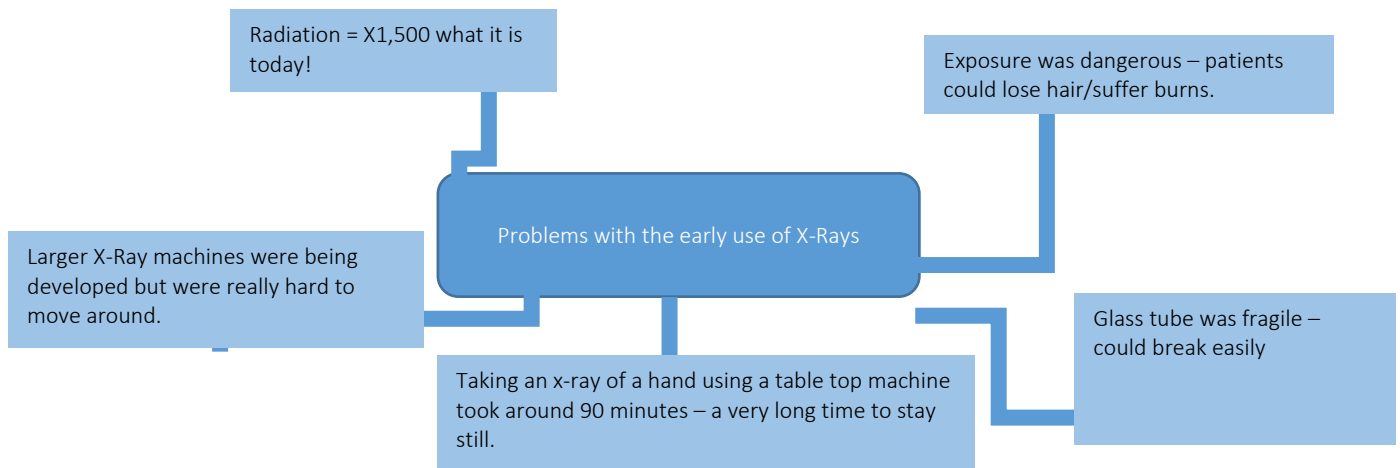 Radiation = X1,500 what it is
today!
Exposure was dangerous – patients
could lose hair/suffer burns.
Problems with the early use of X-Rays
Larger X-Ray machines were being
developed but were really hard to
move around.
Glass tube was fragile –
could break easily
Taking an x-ray of a hand using a table top machine
took around 90 minutes – a very long time to stay
still.